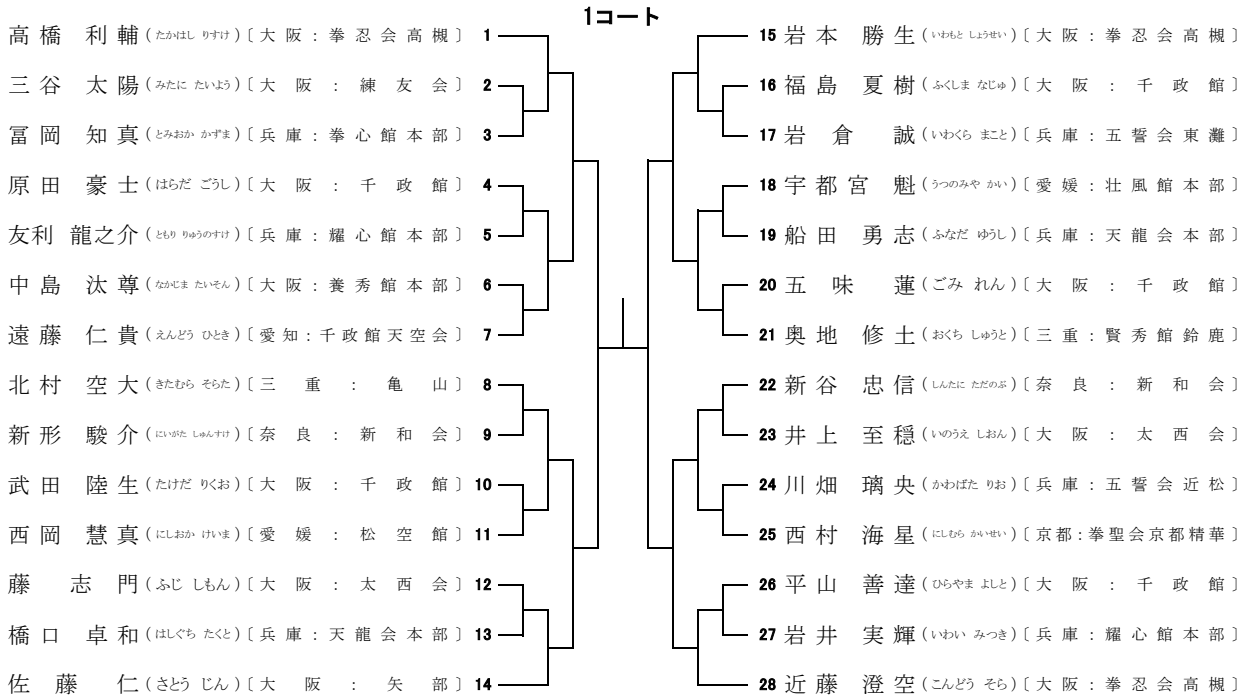 1コート
高橋 利輔 (たかはし りすけ) 〔大阪:拳忍会高槻〕 1
三谷 太陽 (みたに たいよう) 〔大阪:練友会〕 2
冨岡 知真 (とみおか かずま) 〔兵庫:拳心館本部〕 3
原田 豪士 (はらだ ごうし) 〔大阪:千政館〕 4
友利 龍之介 (ともり りゅうのすけ) 〔兵庫:耀心館本部〕 5
中島 汰尊 (なかじま たいそん) 〔大阪:養秀館本部〕 6
遠藤 仁貴 (えんどう ひとき) 〔愛知:千政館天空会〕 7
北村 空大 (きたむら そらた) 〔三重:亀山〕 8
新形 駿介 (にいがた しゅんすけ) 〔奈良:新和会〕 9
武田 陸生 (たけだ りくお) 〔大阪:千政館〕 10
西岡 慧真 (にしおか けいま) 〔愛媛:松空館〕 11
藤 志門 (ふじ しもん) 〔大阪:太西会〕 12
橋口 卓和 (はしぐち たくと) 〔兵庫:天龍会本部〕 13
佐藤 仁 (さとう じん) 〔大阪:矢部〕 14
15 岩本 勝生 (いわもと しょうせい) 〔大阪:拳忍会高槻〕
16 福島 夏樹 (ふくしま なじゅ) 〔大阪:千政館〕
17 岩倉 誠 (いわくら まこと) 〔兵庫:五誓会東灘〕
18 宇都宮 魁 (うつのみや かい) 〔愛媛:壮風館本部〕
19 船田 勇志 (ふなだ ゆうし) 〔兵庫:天龍会本部〕
20 五味 蓮 (ごみ れん) 〔大阪:千政館〕
21 奥地 修士 (おくち しゅうと) 〔三重:賢秀館鈴鹿〕
22 新谷 忠信 (しんたに ただのぶ) 〔奈良:新和会〕
23 井上 至穏 (いのうえ しおん) 〔大阪:太西会〕
24 川畑 璃央 (かわばた りお) 〔兵庫:五誓会近松〕
25 西村 海星 (にしむら かいせい) 〔京都:拳聖会京都精華〕
26 平山 善達 (ひらやま よしと) 〔大阪:千政館〕
27 岩井 実輝 (いわい みつき) 〔兵庫:耀心館本部〕
28 近藤 澄空 (こんどう そら) 〔大阪:拳忍会高槻〕